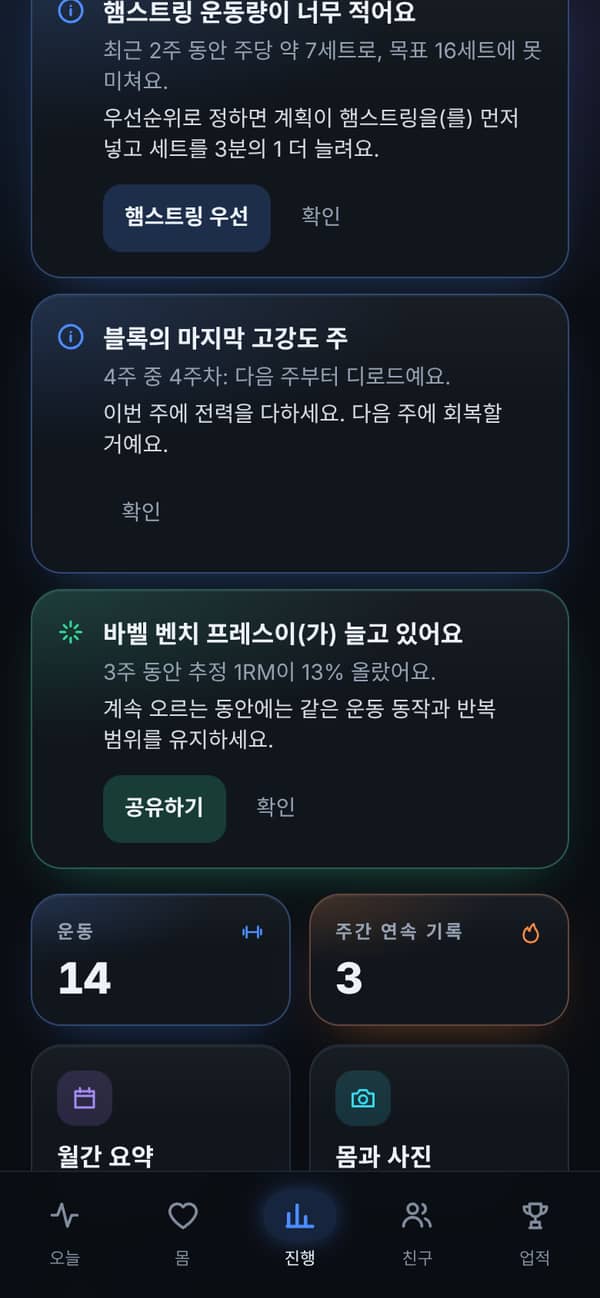 햄스트링 운동량이 너무 적어요
최근 2주 동안 주당 약 7세트로, 목표 16세트에 못
미쳐요.
우선순위로 정하면 계획이 햄스트링을(를) 먼저
넣고 세트를 3분의 1 더 늘려요.
햄스트링 우선
확인
블록의 마지막 고강도 주
4주 중 4주차: 다음 주부터 디로드예요.
이번 주에 전력을 다하세요. 다음 주에 회복할
거예요.
확인
바벨 벤치 프레스이(가) 늘고 있어요
3주 동안 추정 1RM이 13% 올랐어요.
계속 오르는 동안에는 같은 운동 동작과 반복
범위를 유지하세요.
공유하기
확인
운동
14
주간 연속 기록
3
월간 요약
몸과 사진
오늘
몸
진행
친구
업적